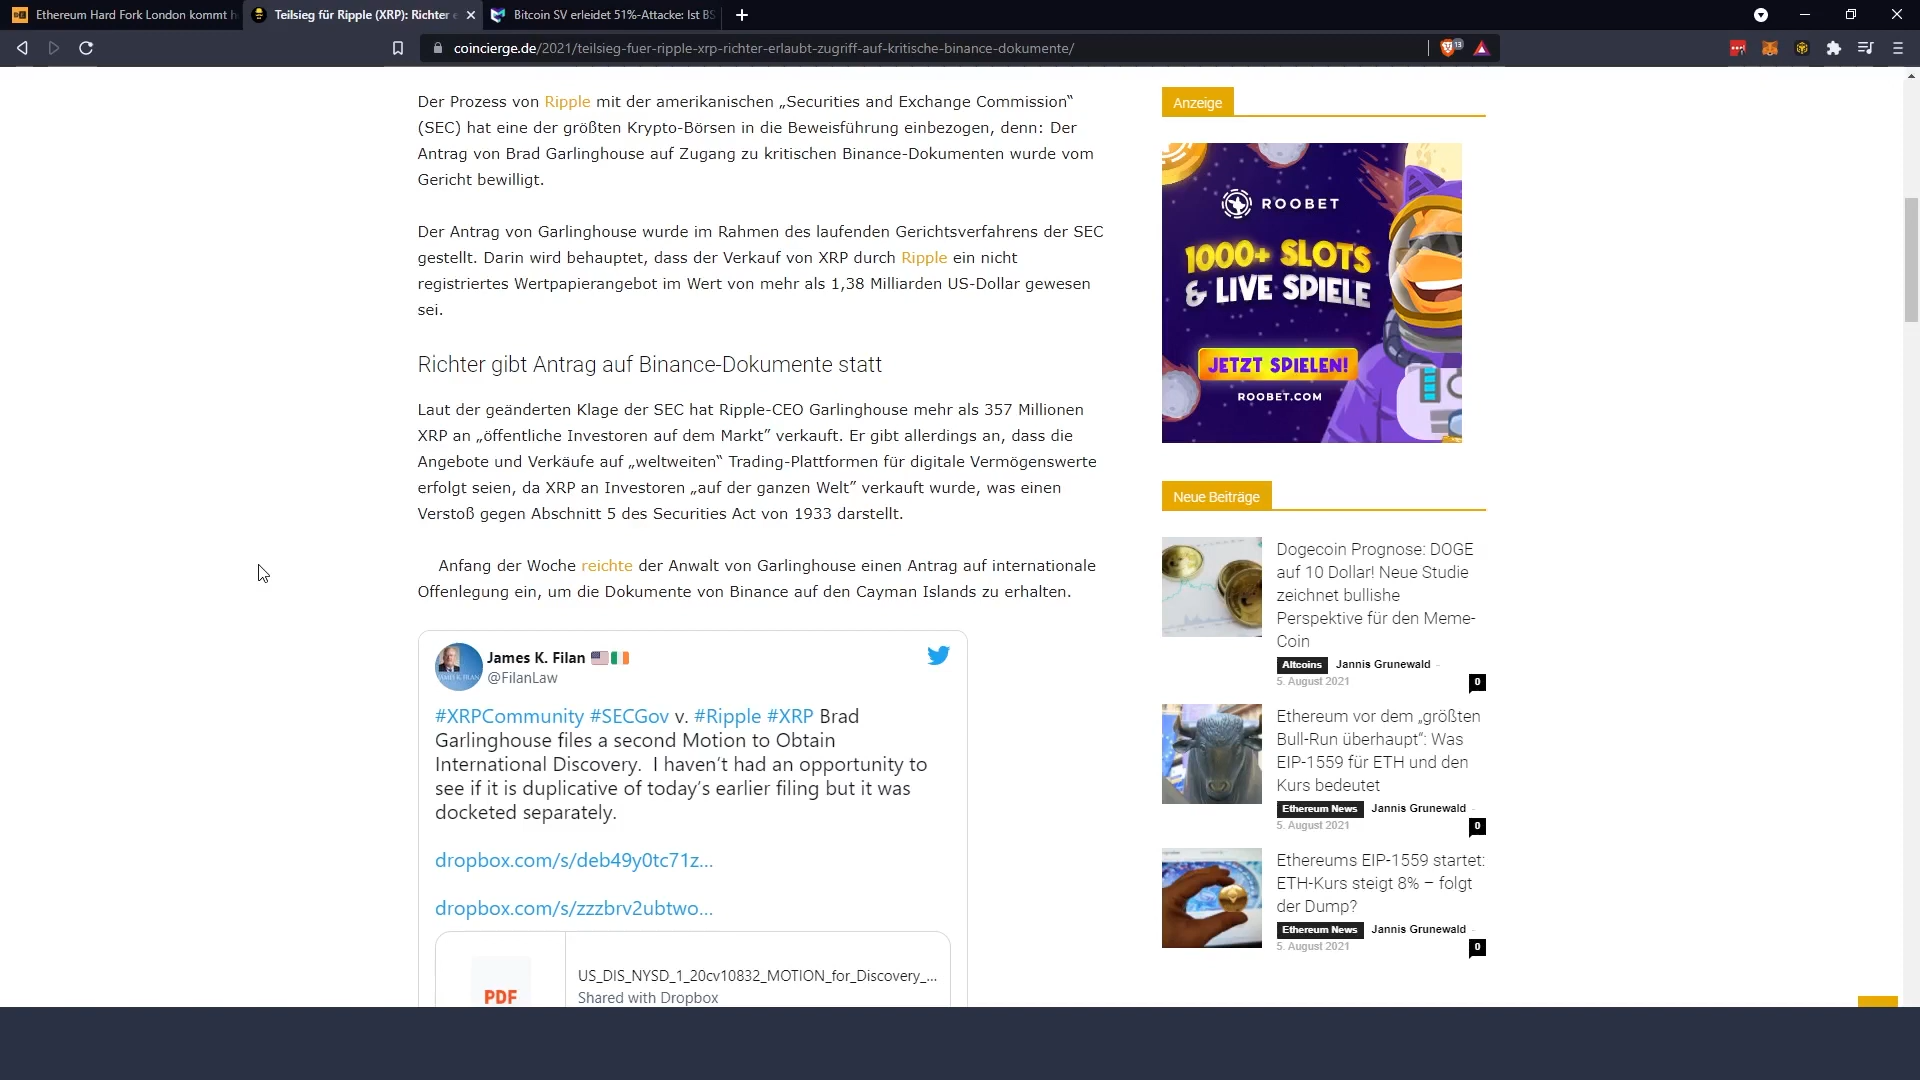 Ethereum Hard Fork London kommt h
Teilsieg für Ripple (XRP): Richter e
Bitcoin SV erleidet 51%-Attacke: Ist BS
coincierge.de/2021/teilsieg-fuer-ripple-xrp-richter-erlaubt-zugriff-auf-kritische-binance-dokumente/
13
Der Prozess von Ripple mit der amerikanischen „Securities and Exchange Commission“
(SEC) hat eine der größten Krypto-Börsen in die Beweisführung einbezogen, denn: Der
Antrag von Brad Garlinghouse auf Zugang zu kritischen Binance-Dokumenten wurde vom
Gericht bewilligt.
Der Antrag von Garlinghouse wurde im Rahmen des laufenden Gerichtsverfahrens der SEC
gestellt. Darin wird behauptet, dass der Verkauf von XRP durch Ripple ein nicht
registriertes Wertpapierangebot im Wert von mehr als 1,38 Milliarden US-Dollar gewesen
sei.
Richter gibt Antrag auf Binance-Dokumente statt
Laut der geänderten Klage der SEC hat Ripple-CEO Garlinghouse mehr als 357 Millionen
XRP an „öffentliche Investoren auf dem Markt” verkauft. Er gibt allerdings an, dass die
Angebote und Verkäufe auf „weltweiten“ Trading-Plattformen für digitale Vermögenswerte
erfolgt seien, da XRP an Investoren „auf der ganzen Welt” verkauft wurde, was einen
Verstoß gegen Abschnitt 5 des Securities Act von 1933 darstellt.
Anfang der Woche reichte der Anwalt von Garlinghouse einen Antrag auf internationale
Offenlegung ein, um die Dokumente von Binance auf den Cayman Islands zu erhalten.
James K. Filan
@FilanLaw
#XRPCommunity #SECGov v. #Ripple #XRP Brad
Garlinghouse files a second Motion to Obtain
International Discovery.  I haven’t had an opportunity to
see if it is duplicative of today’s earlier filing but it was
docketed separately.
dropbox.com/s/deb49y0tc71z...
dropbox.com/s/zzzbrv2ubtwo...
PDF
US_DIS_NYSD_1_20cv10832_MOTION_for_Discovery_...
Shared with Dropbox
Anzeige
ROOBET
1000+ SLOTS
& LIVE SPIELE
JETZT SPIELEN!
ROOBET.COM
Neue Beiträge
Dogecoin Prognose: DOGE
auf 10 Dollar! Neue Studie
zeichnet bullishe
Perspektive für den Meme-
Coin
Altcoins Jannis Grunewald -
5. August 2021
0
Ethereum vor dem „größten
Bull-Run überhaupt“: Was
EIP-1559 für ETH und den
Kurs bedeutet
Ethereum News Jannis Grunewald -
5. August 2021
0
Ethereums EIP-1559 startet:
ETH-Kurs steigt 8% – folgt
der Dump?
Ethereum News Jannis Grunewald -
5. August 2021
0